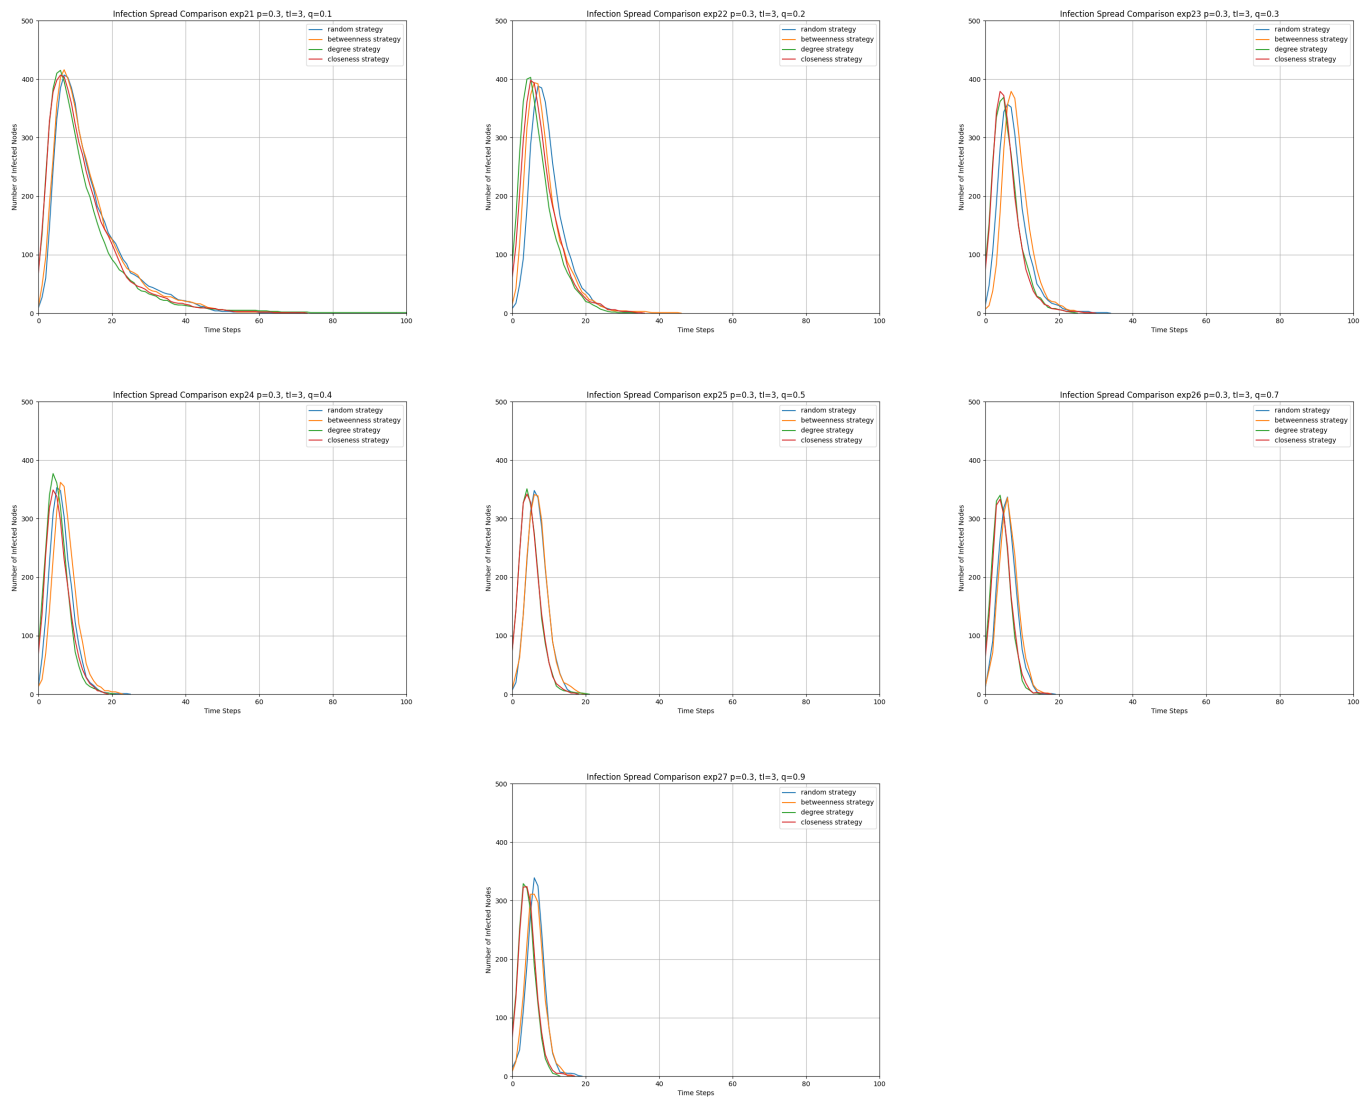 Infection Spread Comparison exp21 p=0.3, tl=3, q=0.1
500
400
300
200
100
0
Number of Infected Nodes
random strategy
betweenness strategy
degree strategy
closeness strategy
0 20 40 60 80 100
Time Steps
Infection Spread Comparison exp22 p=0.3, tl=3, q=0.2
500
400
300
200
100
0
Number of Infected Nodes
random strategy
betweenness strategy
degree strategy
closeness strategy
0 20 40 60 80 100
Time Steps
Infection Spread Comparison exp23 p=0.3, tl=3, q=0.3
500
400
300
200
100
0
Number of Infected Nodes
random strategy
betweenness strategy
degree strategy
closeness strategy
0 20 40 60 80 100
Time Steps
Infection Spread Comparison exp24 p=0.3, tl=3, q=0.4
500
400
300
200
100
0
Number of Infected Nodes
random strategy
betweenness strategy
degree strategy
closeness strategy
0 20 40 60 80 100
Time Steps
Infection Spread Comparison exp25 p=0.3, tl=3, q=0.5
500
400
300
200
100
0
Number of Infected Nodes
random strategy
betweenness strategy
degree strategy
closeness strategy
0 20 40 60 80 100
Time Steps
Infection Spread Comparison exp26 p=0.3, tl=3, q=0.7
500
400
300
200
100
0
Number of Infected Nodes
random strategy
betweenness strategy
degree strategy
closeness strategy
0 20 40 60 80 100
Time Steps
Infection Spread Comparison exp27 p=0.3, tl=3, q=0.9
500
400
300
200
100
0
Number of Infected Nodes
random strategy
betweenness strategy
degree strategy
closeness strategy
0 20 40 60 80 100
Time Steps